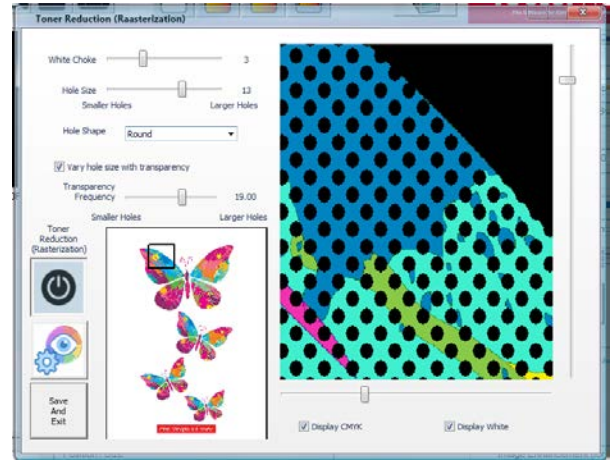 Toner Reduction (Raasterization)
White Choke 3
Hole Size 13
Smaller Holes Larger Holes
Hole Shape Round
Vary hole size with transparency
Transparency
Frequency 19.00
Smaller Holes Larger Holes
Toner
Reduction
(Rasterization)
Save
And
Exit
Display CMYK Display White